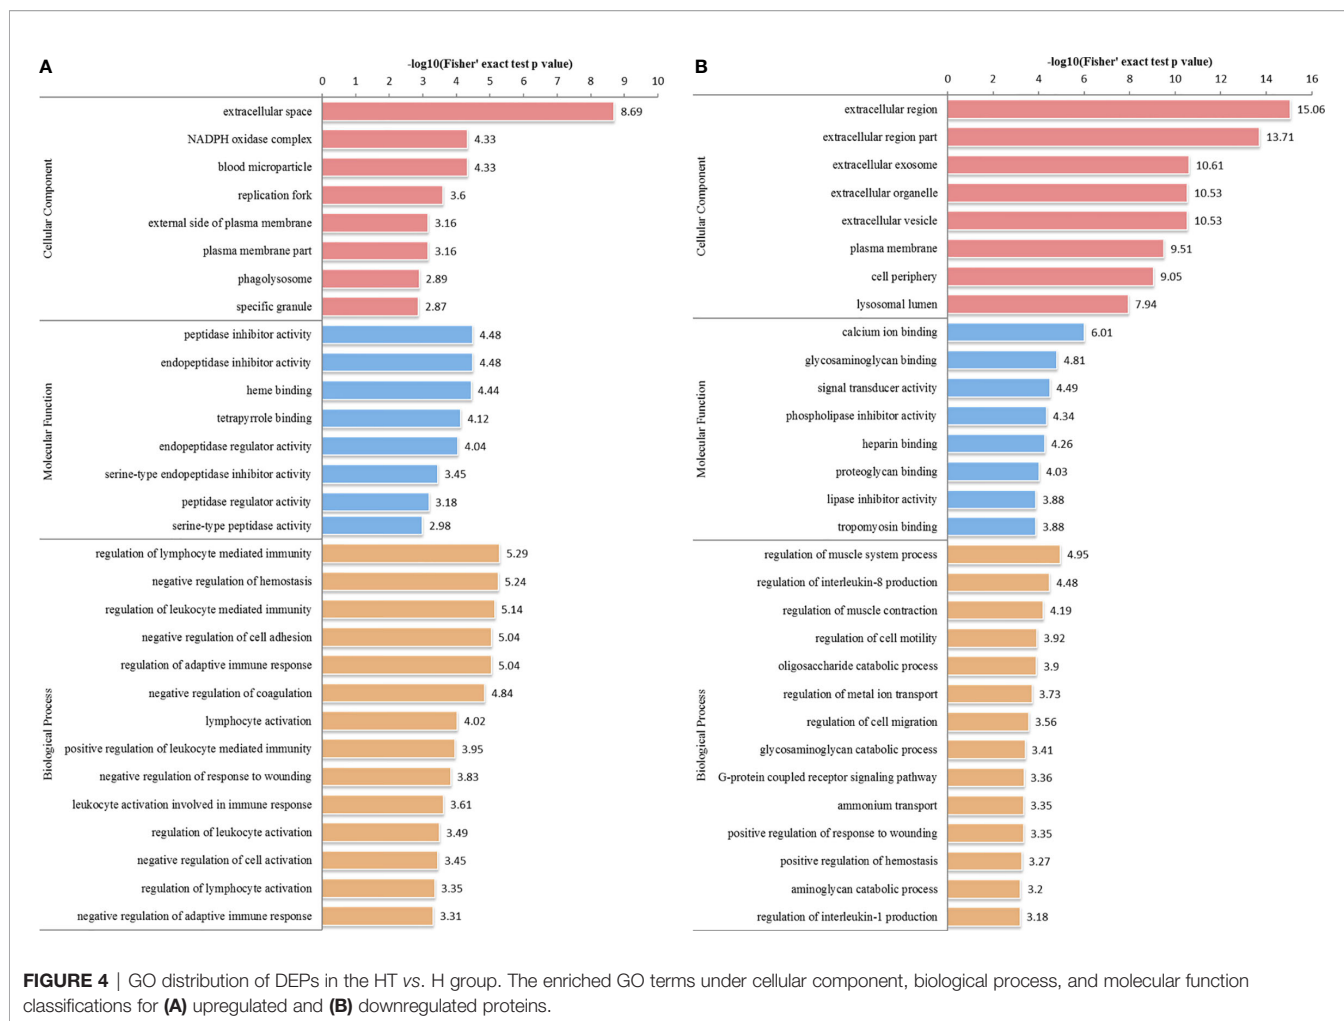 A
-log10(Fisher' exact test p value)
0 1 2 3 4 5 6 7 8 9 10
Cellular Component
extracellular space 8.69
NADPH oxidase complex 4.33
blood microparticle 4.33
replication fork 3.6
external side of plasma membrane 3.16
plasma membrane part 3.16
phagolysosome 2.89
specific granule 2.87
Molecular Function
peptidase inhibitor activity 4.48
endopeptidase inhibitor activity 4.48
heme binding 4.44
tetrapyrrole binding 4.12
endopeptidase regulator activity 4.04
serine-type endopeptidase inhibitor activity 3.45
peptidase regulator activity 3.18
serine-type peptidase activity 2.98
Biological Process
regulation of lymphocyte mediated immunity 5.29
negative regulation of hemostasis 5.24
regulation of leukocyte mediated immunity 5.14
negative regulation of cell adhesion 5.04
regulation of adaptive immune response 5.04
negative regulation of coagulation 4.84
lymphocyte activation 4.02
positive regulation of leukocyte mediated immunity 3.95
negative regulation of response to wounding 3.83
leukocyte activation involved in immune response 3.61
regulation of leukocyte activation 3.49
negative regulation of cell activation 3.45
regulation of lymphocyte activation 3.35
negative regulation of adaptive immune response 3.31
B
-log10(Fisher' exact test p value)
0 2 4 6 8 10 12 14 16
Cellular Component
extracellular region 15.06
extracellular region part 13.71
extracellular exosome 10.61
extracellular organelle 10.53
extracellular vesicle 10.53
plasma membrane 9.51
cell periphery 9.05
lysosomal lumen 7.94
Molecular Function
calcium ion binding 6.01
glycosaminoglycan binding 4.81
signal transducer activity 4.49
phospholipase inhibitor activity 4.34
heparin binding 4.26
proteoglycan binding 4.03
lipase inhibitor activity 3.88
tropomyosin binding 3.88
Biological Process
regulation of muscle system process 4.95
regulation of interleukin-8 production 4.48
regulation of muscle contraction 4.19
regulation of cell motility 3.92
oligosaccharide catabolic process 3.9
regulation of metal ion transport 3.73
regulation of cell migration 3.56
glycosaminoglycan catabolic process 3.41
G-protein coupled receptor signaling pathway 3.36
ammonium transport 3.35
positive regulation of response to wounding 3.35
positive regulation of hemostasis 3.27
aminoglycan catabolic process 3.2
regulation of interleukin-1 production 3.18
FIGURE 4 | GO distribution of DEPs in the HT vs. H group. The enriched GO terms under cellular component, biological process, and molecular function
classifications for (A) upregulated and (B) downregulated proteins.